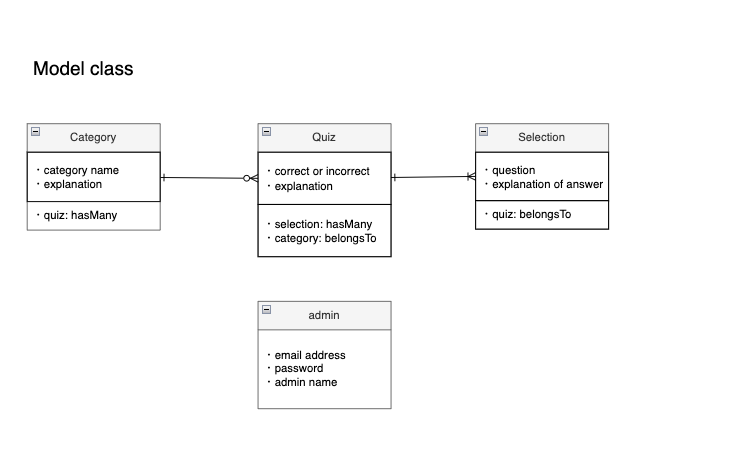 Model class
Category
・category name
・explanation
・quiz: hasMany
Quiz
・correct or incorrect
・explanation
・selection: hasMany
・category: belongsTo
Selection
・question
・explanation of answer
・quiz: belongsTo
admin
・email address
・password
・admin name